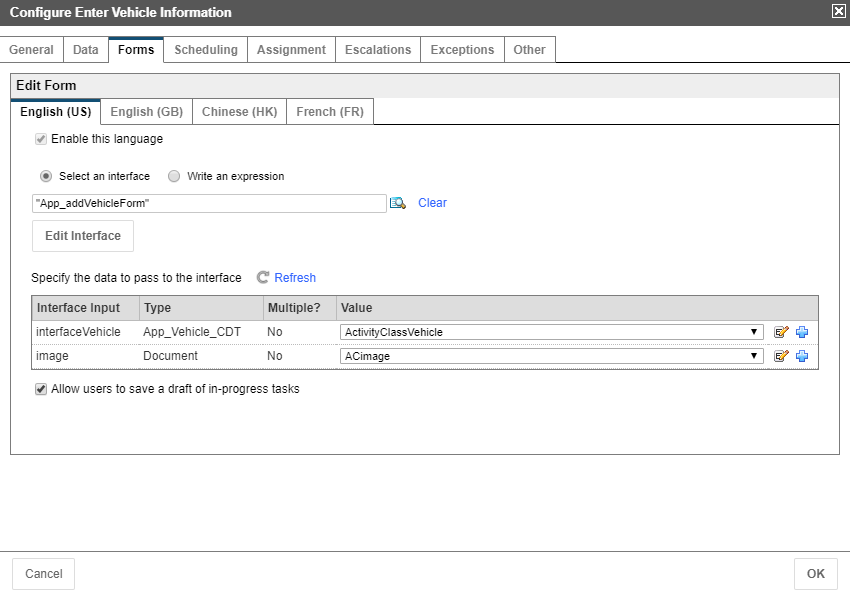 Configure Enter Vehicle Information
General Data Forms Scheduling Assignment Escalations Exceptions Other
Edit Form
English (US) English (GB) Chinese (HK) French (FR)
Enable this language
Select an interface Write an expression
"App_addVehicleForm" Clear
Edit Interface
Specify the data to pass to the interface Refresh
Interface Input Type Multiple? Value
interfaceVehicle App_Vehicle_CDT No ActivityClassVehicle
image Document No ACimage
Allow users to save a draft of in-progress tasks
Cancel OK